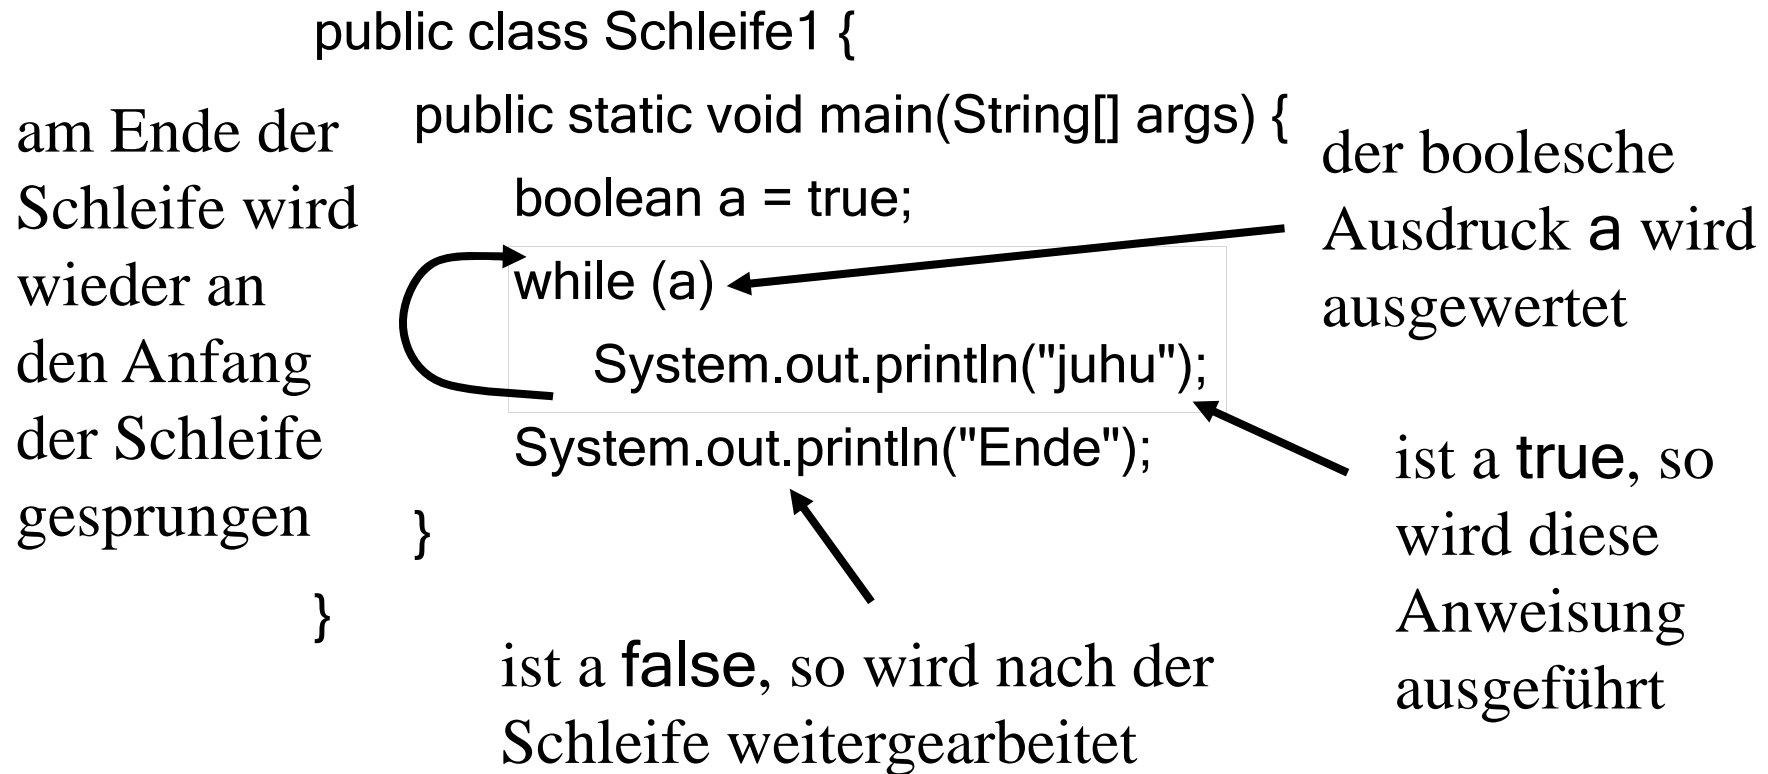 public class Schleife1 {
public static void main(String[] args) {
boolean a = true;
while (a)
System.out.println("juhu");
System.out.println("Ende");
}
}
am Ende der
Schleife wird
wieder an
den Anfang
der Schleife
gesprungen
der boolesche
Ausdruck a wird
ausgewertet
ist a true, so
wird diese
Anweisung
ausgeführt
ist a false, so wird nach der
Schleife weitergearbeitet